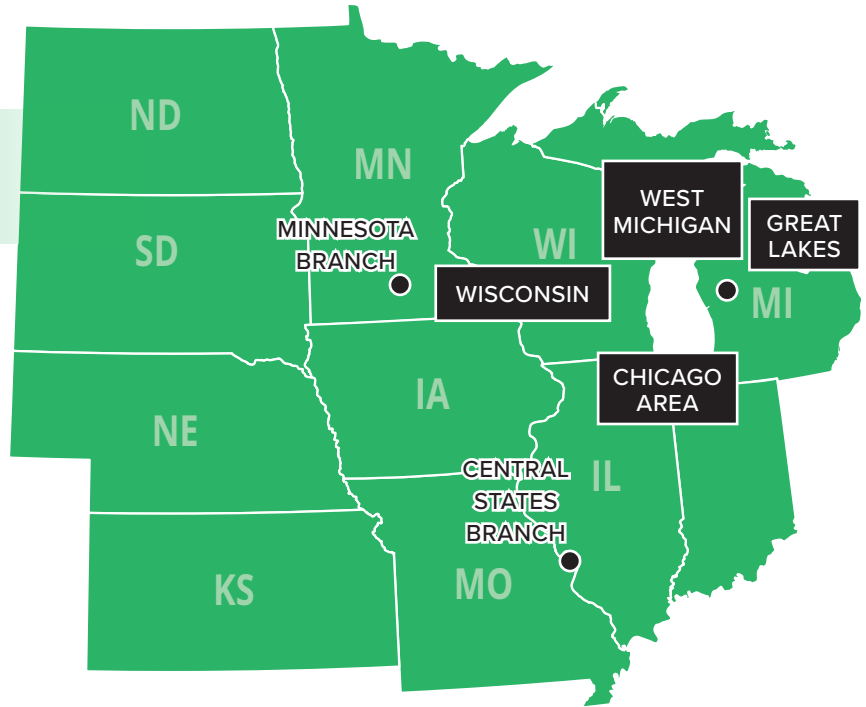 ND
MN
WEST
MICHIGAN
GREAT
LAKES
MINNESOTA
BRANCH
SD
WI
WISCONSIN
MI
CHICAGO
AREA
IA
NE
CENTRAL
STATES
BRANCH
IL
KS
MO